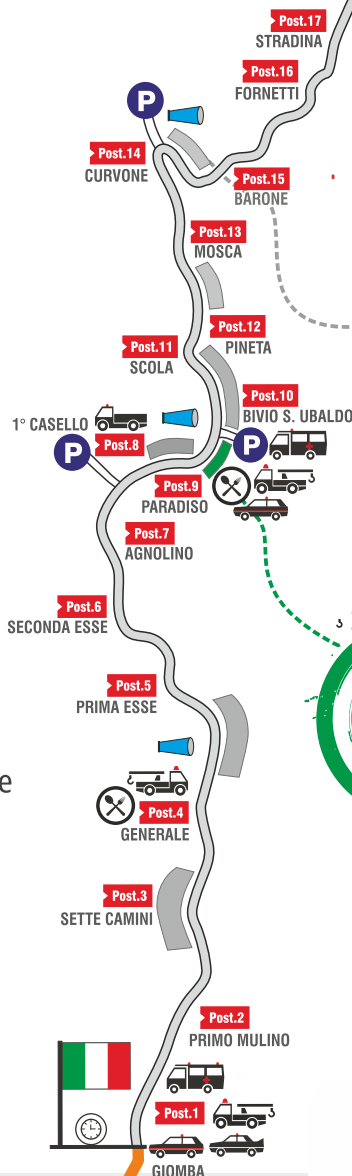 Post.17
STRADINA
Post.16
FORNETTI
P
Post.14
CURVONE
Post.15
BARONE
Post.13
MOSCA
Post.12
PINETA
Post.11
SCOLA
Post.10
BIVIO S. UBALDO
1° CASELLO
Post.8
P
P
Post.9
PARADISO
Post.7
AGNOLINO
Post.6
SECONDA ESSE
Post.5
PRIMA ESSE
e
Post.4
GENERALE
Post.3
SETTE CAMINI
Post.2
PRIMO MULINO
Post.1
GIOMBA